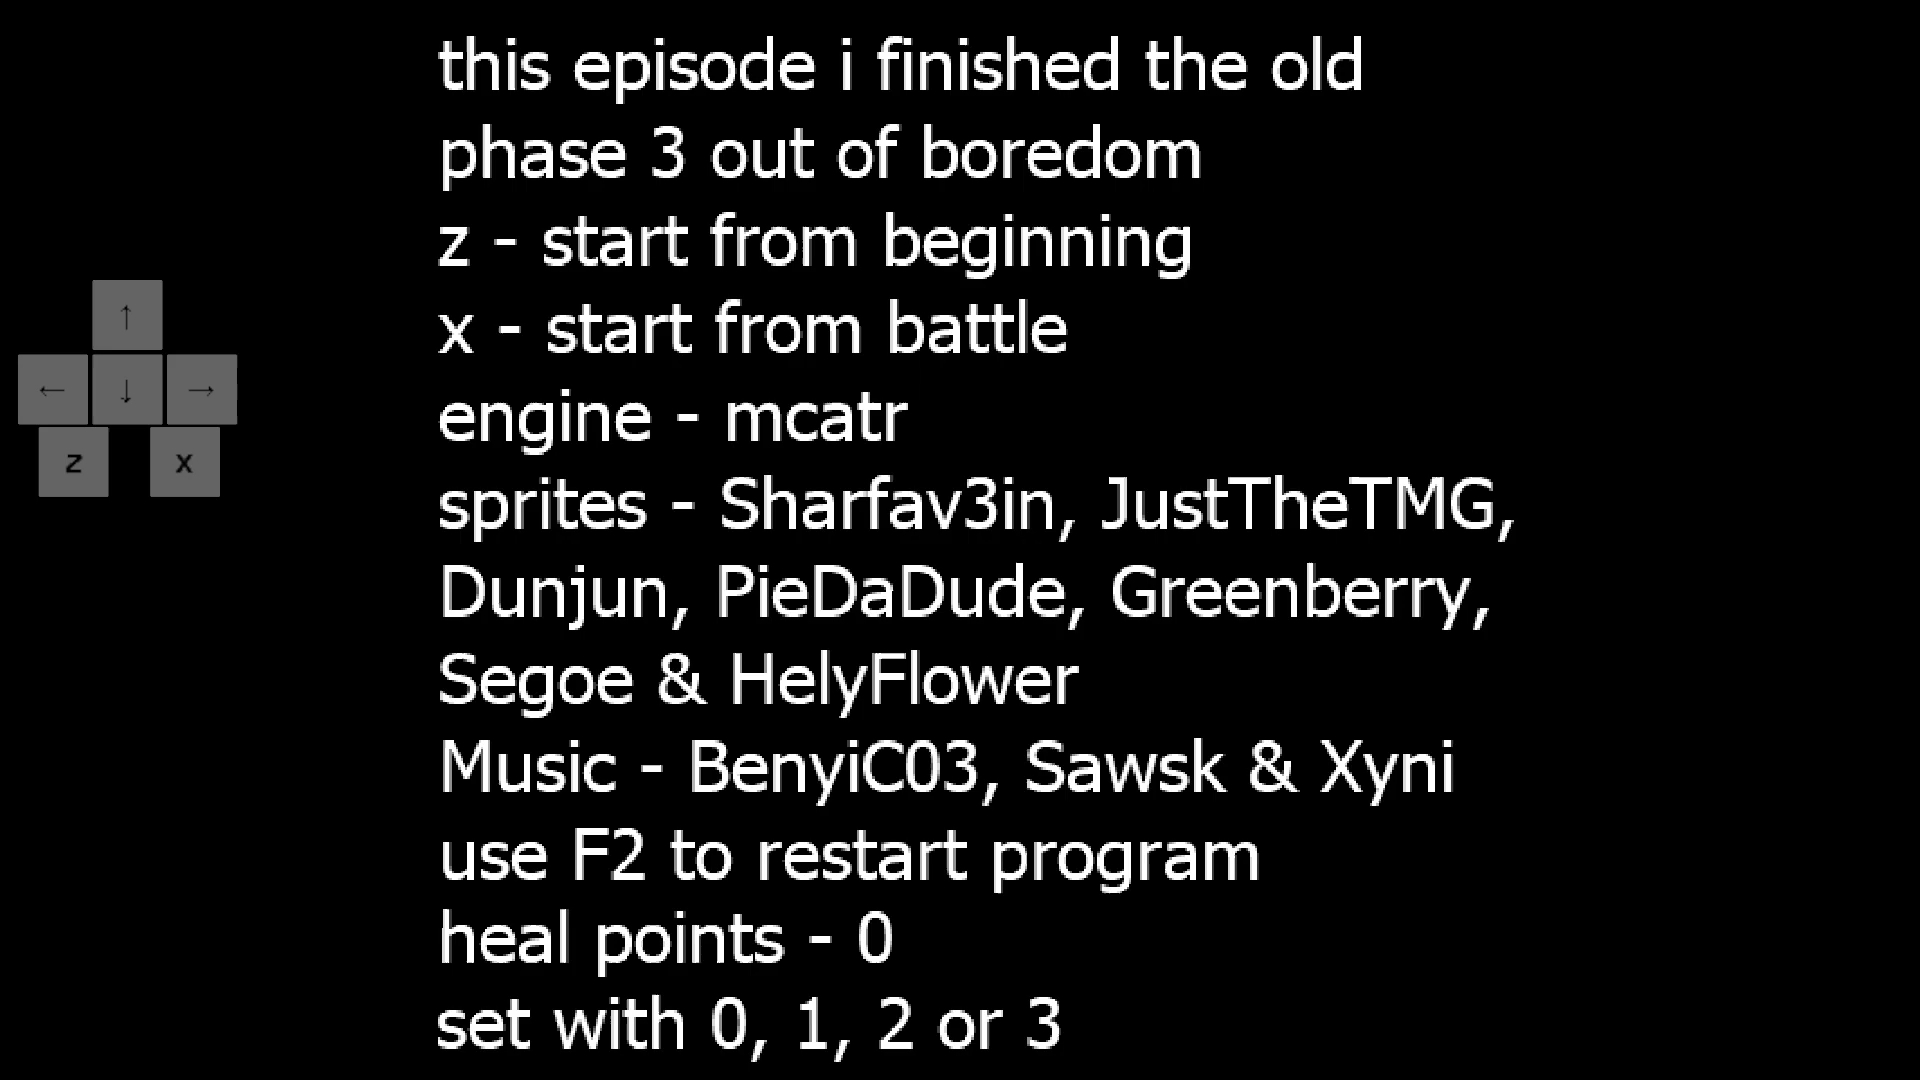 this episode i finished the old
phase 3 out of boredom
z - start from beginning
x - start from battle
engine - mcatr
sprites - Sharfav3in, JustTheTMG,
Dunjun, PieDaDude, Greenberry,
Segoe & HelyFlower
Music - BenyiC03, Sawsk & Xyni
use F2 to restart program
heal points - 0
set with 0, 1, 2 or 3
↑
← ↓ →
z x